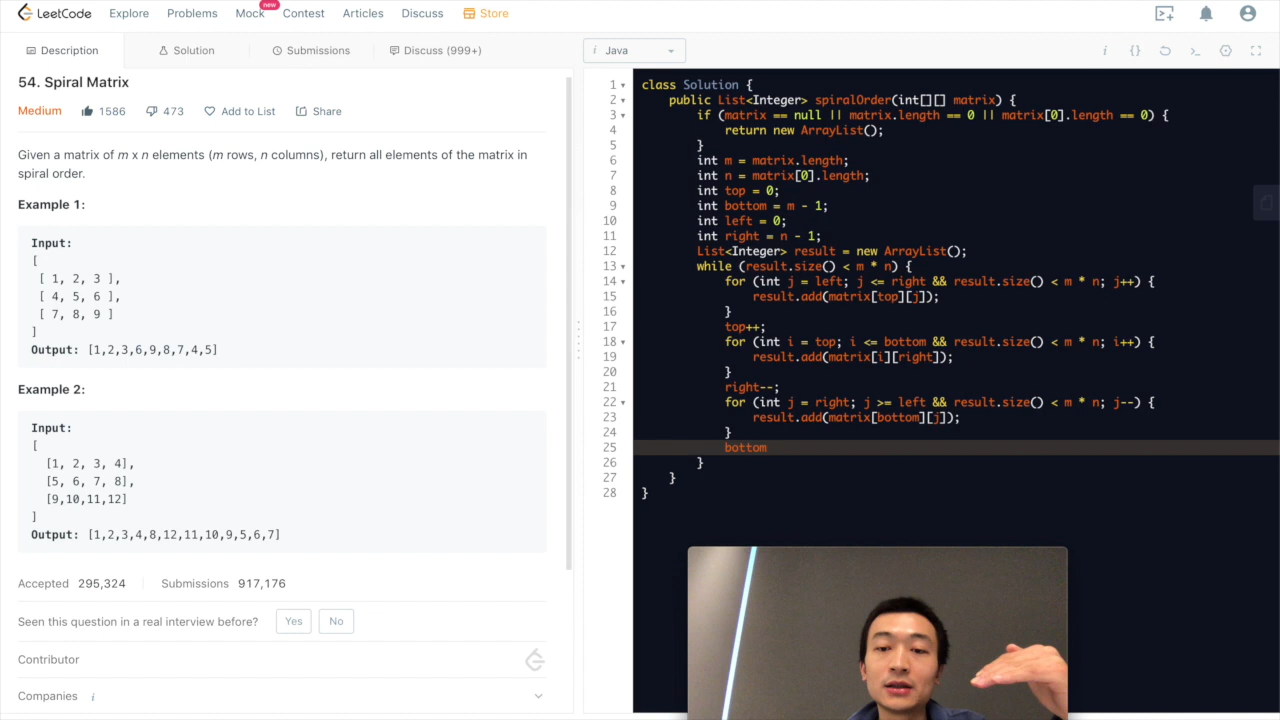 LeetCode Explore Problems Mock new Contest Articles Discuss Store
Description Solution Submissions Discuss (999+)
54. Spiral Matrix
Medium 1586 473 Add to List Share
Given a matrix of m x n elements (m rows, n columns), return all elements of the matrix in
spiral order.
Example 1:
Input:
[
[ 1, 2, 3 ],
[ 4, 5, 6 ],
[ 7, 8, 9 ]
]
Output: [1,2,3,6,9,8,7,4,5]
Example 2:
Input:
[
[1, 2, 3, 4],
[5, 6, 7, 8],
[9,10,11,12]
]
Output: [1,2,3,4,8,12,11,10,9,5,6,7]
Accepted 295,324 Submissions 917,176
Seen this question in a real interview before? Yes No
Contributor
Companies i
i Java i {}
1 class Solution {
2 public List<Integer> spiralOrder(int[][] matrix) {
3 if (matrix == null || matrix.length == 0 || matrix[0].length == 0) {
4 return new ArrayList();
5 }
6 int m = matrix.length;
7 int n = matrix[0].length;
8 int top = 0;
9 int bottom = m - 1;
10 int left = 0;
11 int right = n - 1;
12 List<Integer> result = new ArrayList();
13 while (result.size() < m * n) {
14 for (int j = left; j <= right && result.size() < m * n; j++) {
15 result.add(matrix[top][j]);
16 }
17 top++;
18 for (int i = top; i <= bottom && result.size() < m * n; i++) {
19 result.add(matrix[i][right]);
20 }
21 right--;
22 for (int j = right; j >= left && result.size() < m * n; j--) {
23 result.add(matrix[bottom][j]);
24 }
25 bottom
26 }
27 }
28 }